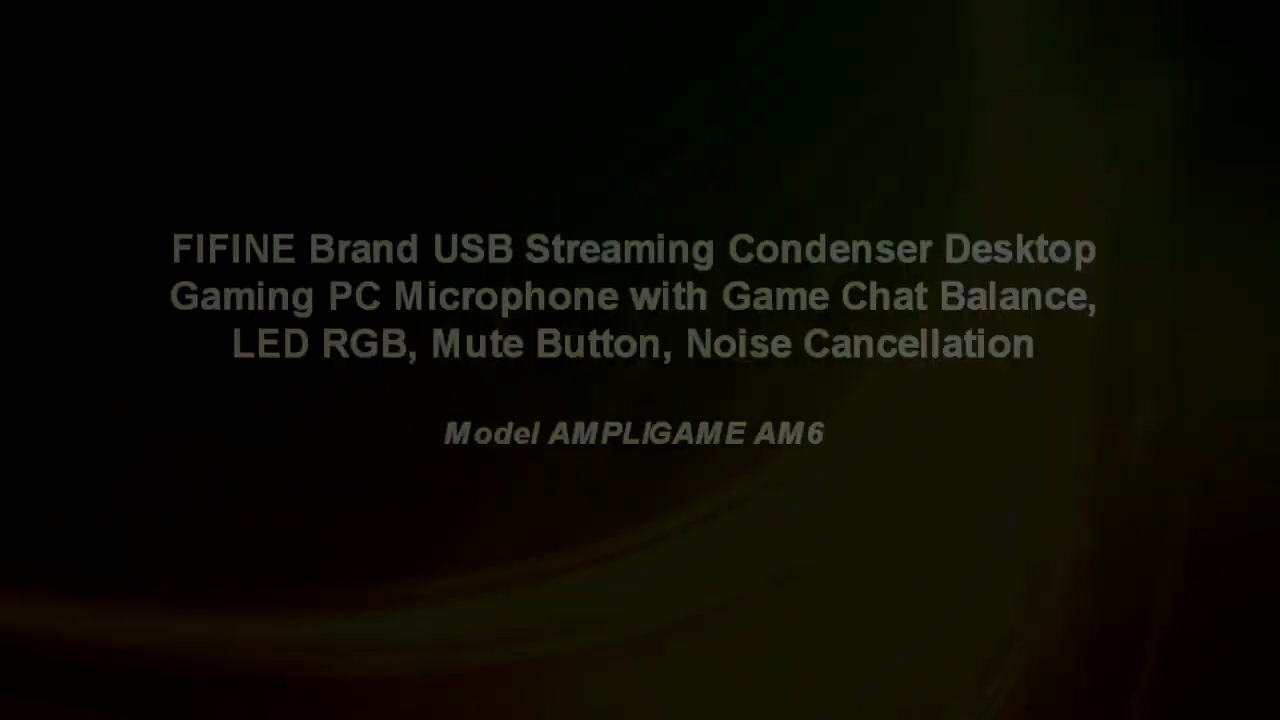 FIFINE Brand USB Streaming Condenser Desktop
Gaming PC Microphone with Game Chat Balance,
LED RGB, Mute Button, Noise Cancellation
Model AMPLIGAME AM6